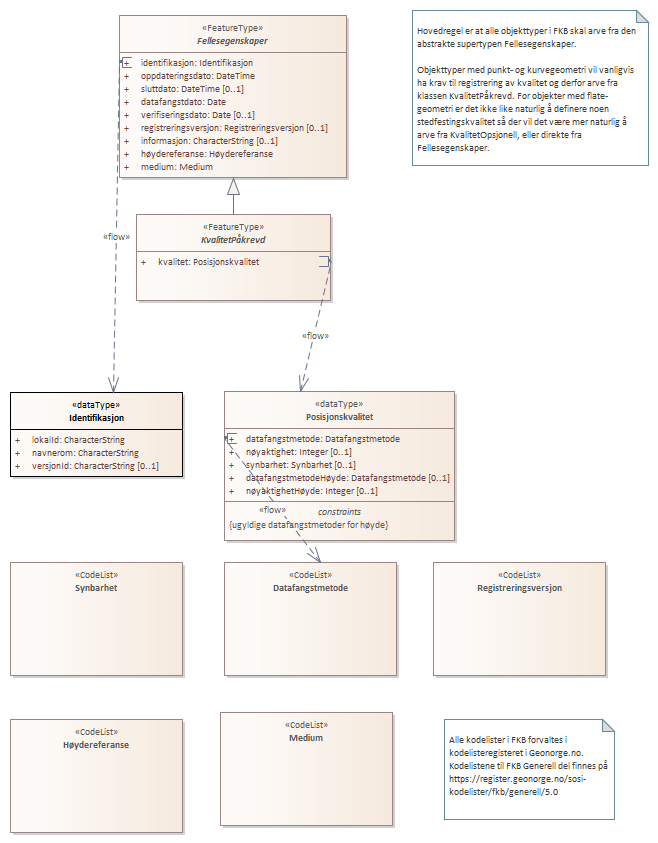 «FeatureType»
Fellesegenskaper
+ identifikasjon: Identifikasjon
+ oppdateringsdato: DateTime
+ sluttdato: DateTime [0..1]
+ datafangstdato: Date
+ verifiseringsdato: Date [0..1]
+ registreringsversjon: Registreringsversjon [0..1]
+ informasjon: CharacterString [0..1]
+ høydereferanse: Høydereferanse
+ medium: Medium
Hovedregel er at alle objekttyper i FKB skal arve fra den
abstrakte supertypen Fellesegenskaper.
Objekttyper med punkt- og kurvegeometri vil vanligvis
ha krav til registrering av kvalitet og derfor arve fra
klassen KvalitetPåkrevd. For objekter med flate-
geometri er det ikke like naturlig å definere noen
stedfestingskvalitet så der vil det være mer naturlig å
arve fra KvalitetOpsjonell, eller direkte fra
Fellesegenskaper.
«FeatureType»
KvalitetPåkrevd
+ kvalitet: Posisjonskvalitet
«flow»
«flow»
«dataType»
Identifikasjon
+ lokalId: CharacterString
+ navnerom: CharacterString
+ versjonId: CharacterString [0..1]
«dataType»
Posisjonskvalitet
+ datafangstmetode: Datafangstmetode
+ nøyaktighet: Integer [0..1]
+ synbarhet: Synbarhet [0..1]
+ datafangstmetodeHøyde: Datafangstmetode [0..1]
+ nøyaktighetHøyde: Integer [0..1]
«flow»
constraints
{ugyldige datafangstmetoder for høyde}
«CodeList»
Synbarhet
«CodeList»
Datafangstmetode
«CodeList»
Registreringsversjon
«CodeList»
Høydereferanse
«CodeList»
Medium
Alle kodelister i FKB forvaltes i
kodelisteregisteret i Geonorge.no.
Kodelistene til FKB Generell del finnes på
https://register.geonorge.no/sosi-
kodelister/fkb/generell/5.0